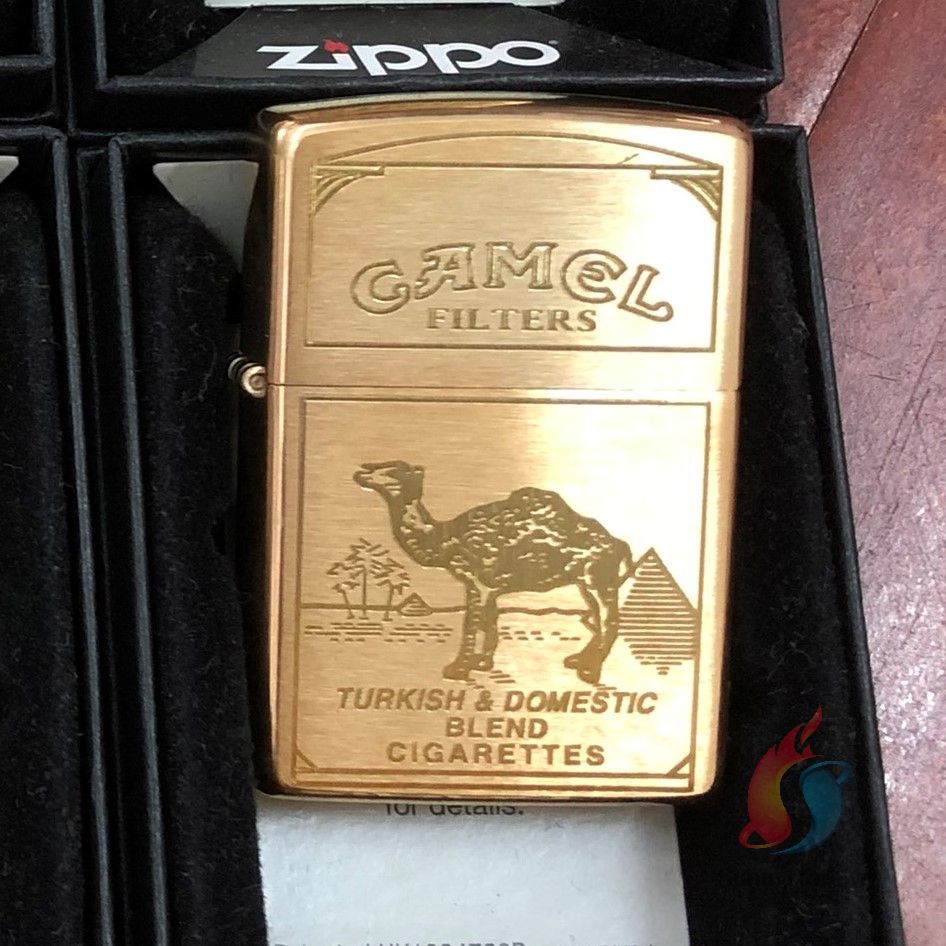 zippo
CAMEL
FILTERS
TURKISH & DOMESTIC
BLEND
CIGARETTES
for details.